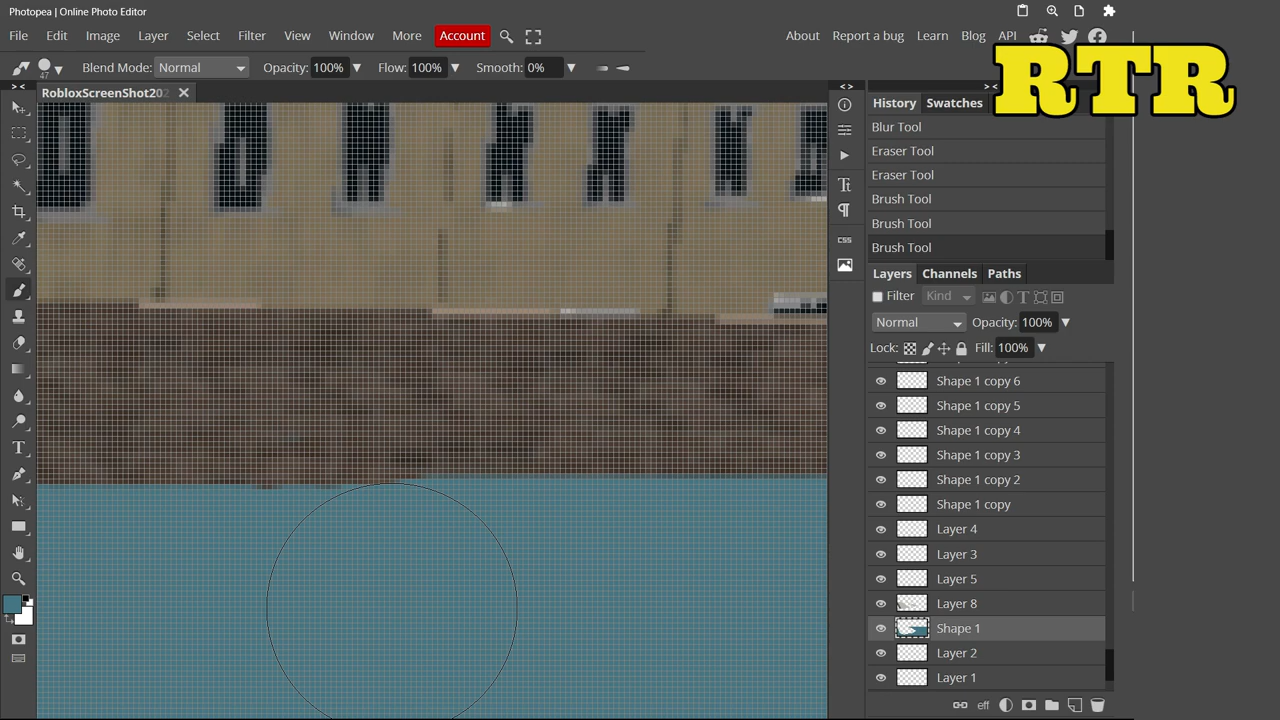 Photopea | Online Photo Editor
File Edit Image Layer Select Filter View Window More Account
About Report a bug Learn Blog API
RTR
47 Blend Mode: Normal Opacity: 100% Flow: 100% Smooth: 0%
RobloxScreenShot202
History Swatches
Blur Tool
Eraser Tool
Eraser Tool
Brush Tool
Brush Tool
Brush Tool
CSS
Layers Channels Paths
Filter Kind
Normal Opacity: 100%
Lock: Fill: 100%
Shape 1 copy 6
Shape 1 copy 5
Shape 1 copy 4
Shape 1 copy 3
Shape 1 copy 2
Shape 1 copy
Layer 4
Layer 3
Layer 5
Layer 8
Shape 1
Layer 2
Layer 1
eff